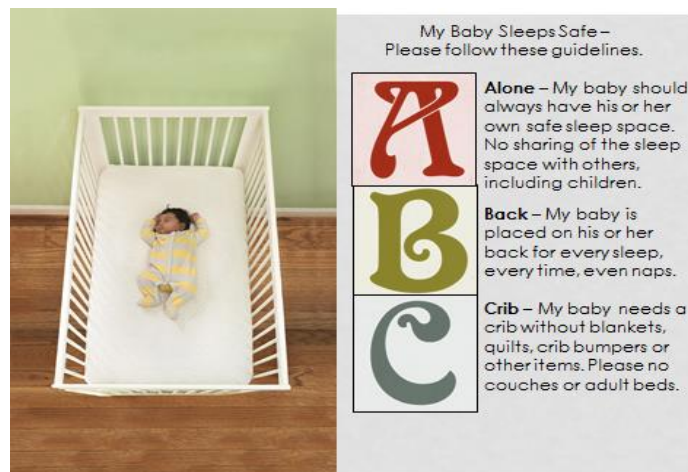 My Baby Sleeps Safe –
Please follow these guidelines.
A
Alone – My baby should
always have his or her
own safe sleep space.
No sharing of the sleep
space with others,
including children.
B
Back – My baby is
placed on his or her
back for every sleep,
every time, even naps.
C
Crib – My baby needs a
crib without blankets,
quilts, crib bumpers or
other items. Please no
couches or adult beds.